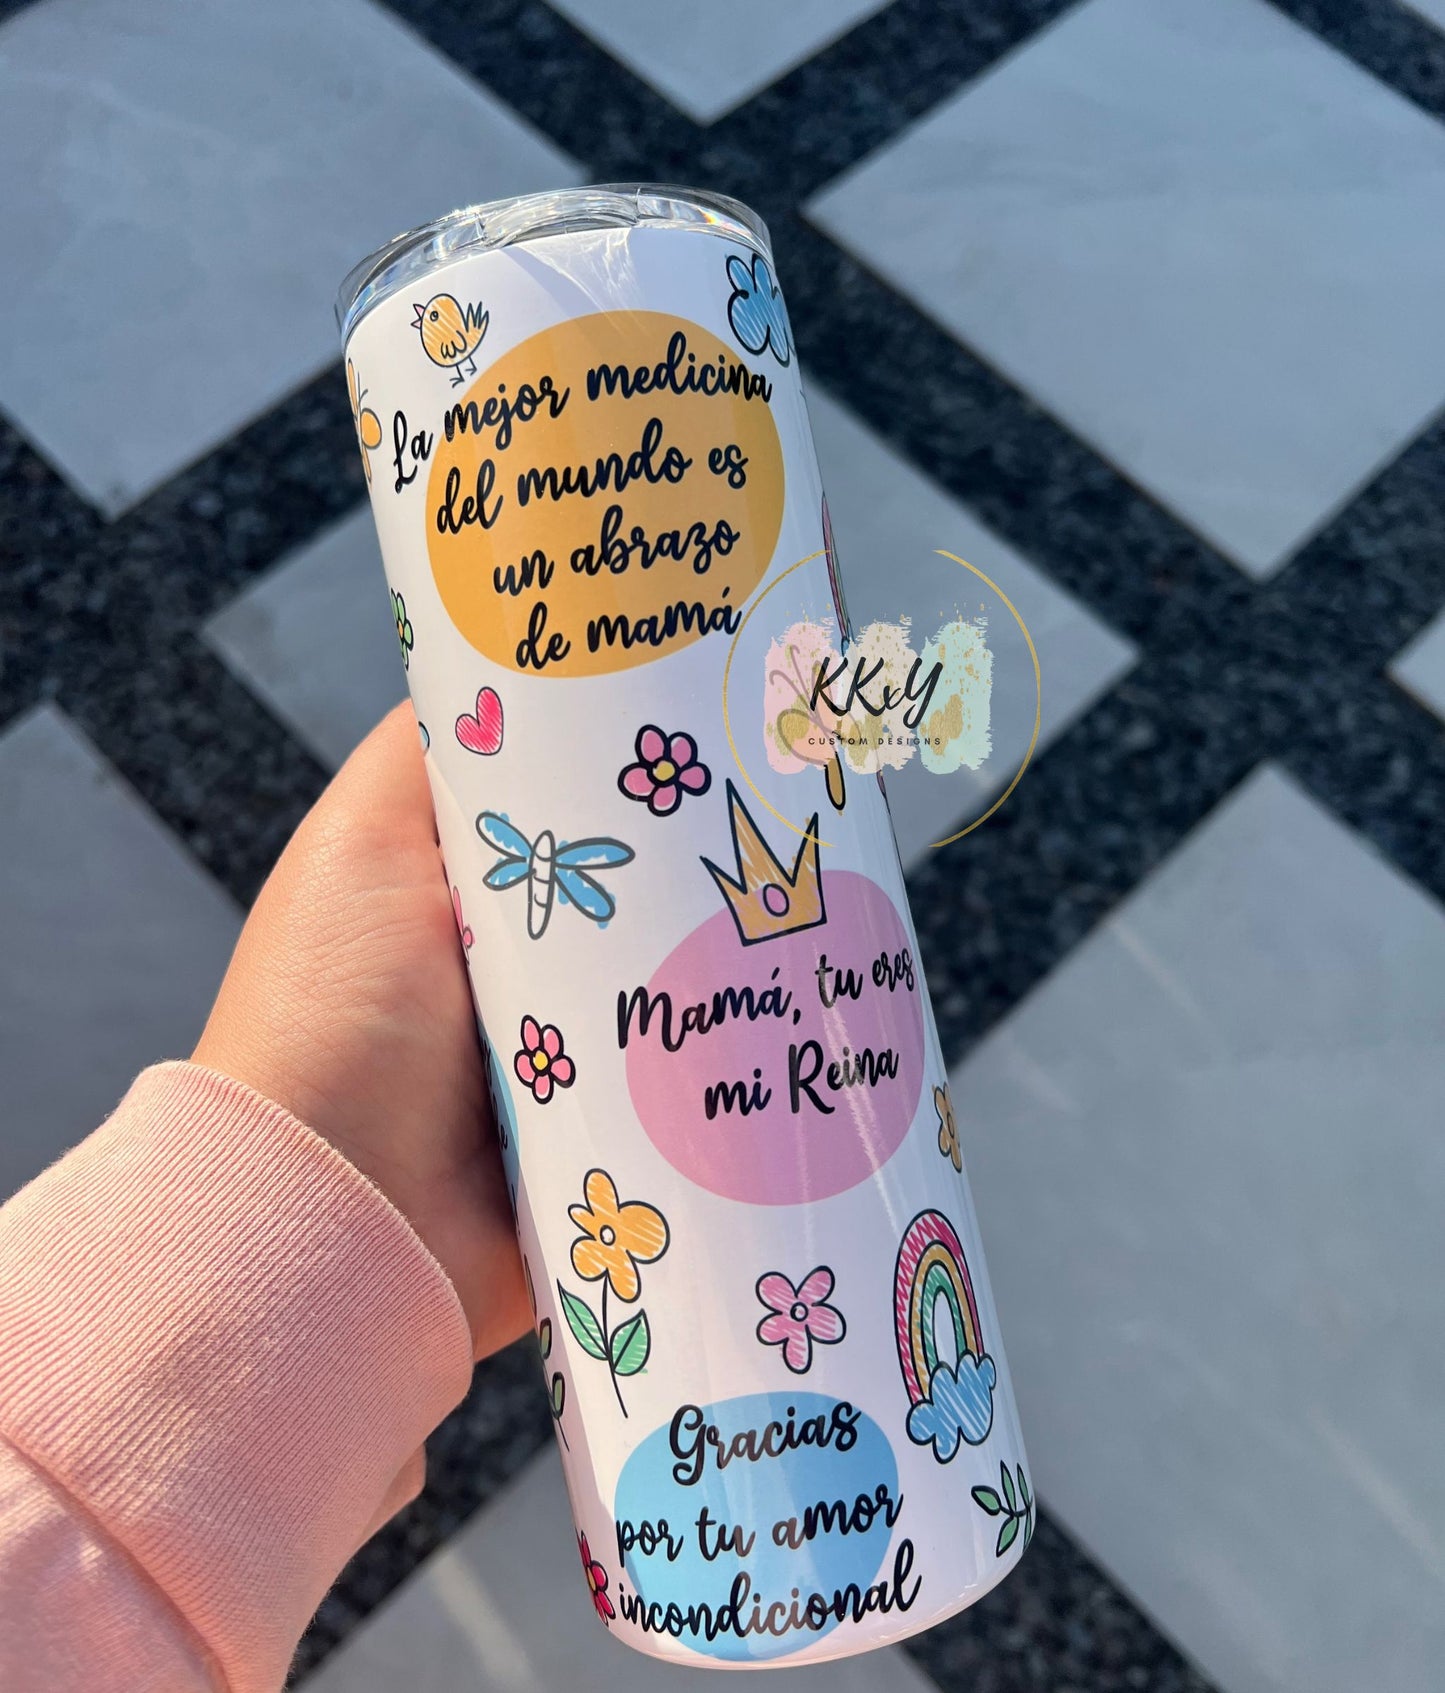 La mejor medicina
del mundo es
un abrazo
de mamá
KKxY
CUSTOM DESIGNS
Mamá, tu eres
mi Reina
Gracias
por tu amor
incondicional